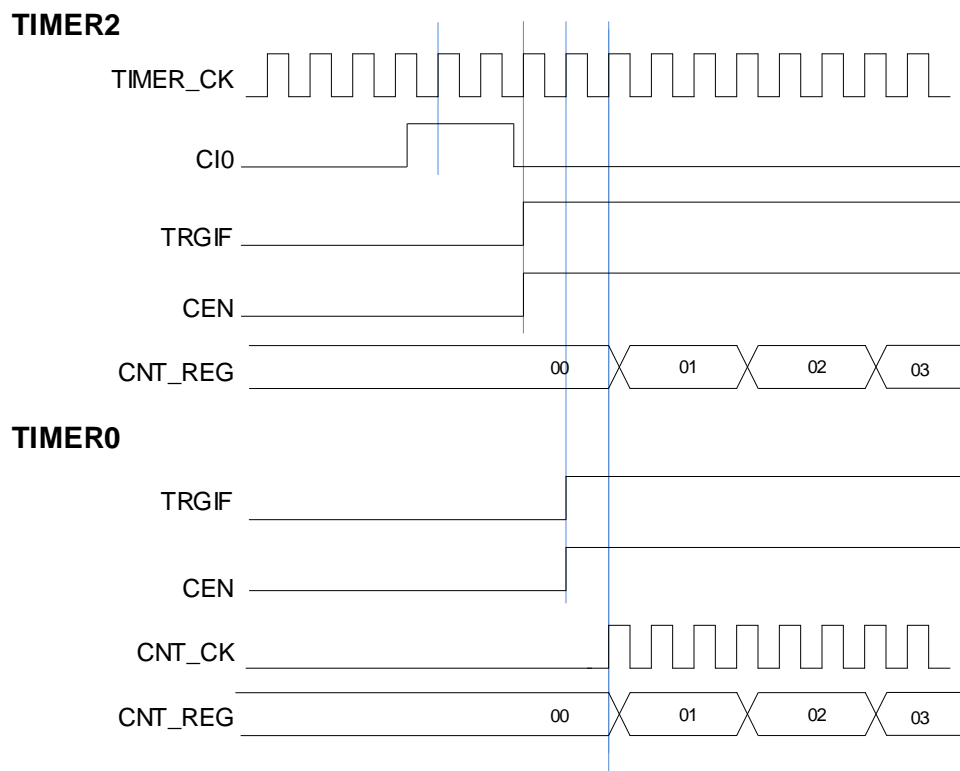 TIMER2
TIMER_CK
CI0
TRGIF
CEN
CNT_REG 00 01 02 03
TIMER0
TRGIF
CEN
CNT_CK
CNT_REG 00 01 02 03